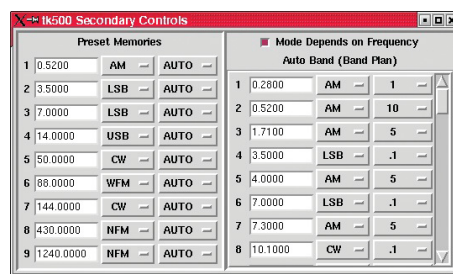 tk500 Secondary Controls
Preset Memories
1 0.5200 AM AUTO
2 3.5000 LSB AUTO
3 7.0000 LSB AUTO
4 14.0000 USB AUTO
5 50.0000 CW AUTO
6 88.0000 WFM AUTO
7 144.0000 CW AUTO
8 430.0000 NFM AUTO
9 1240.0000 NFM AUTO
Mode Depends on Frequency
Auto Band (Band Plan)
1 0.2800 AM 1
2 0.5200 AM 10
3 1.7100 AM 5
4 3.5000 LSB .1
5 4.0000 AM 5
6 7.0000 LSB .1
7 7.3000 AM 5
8 10.1000 CW .1